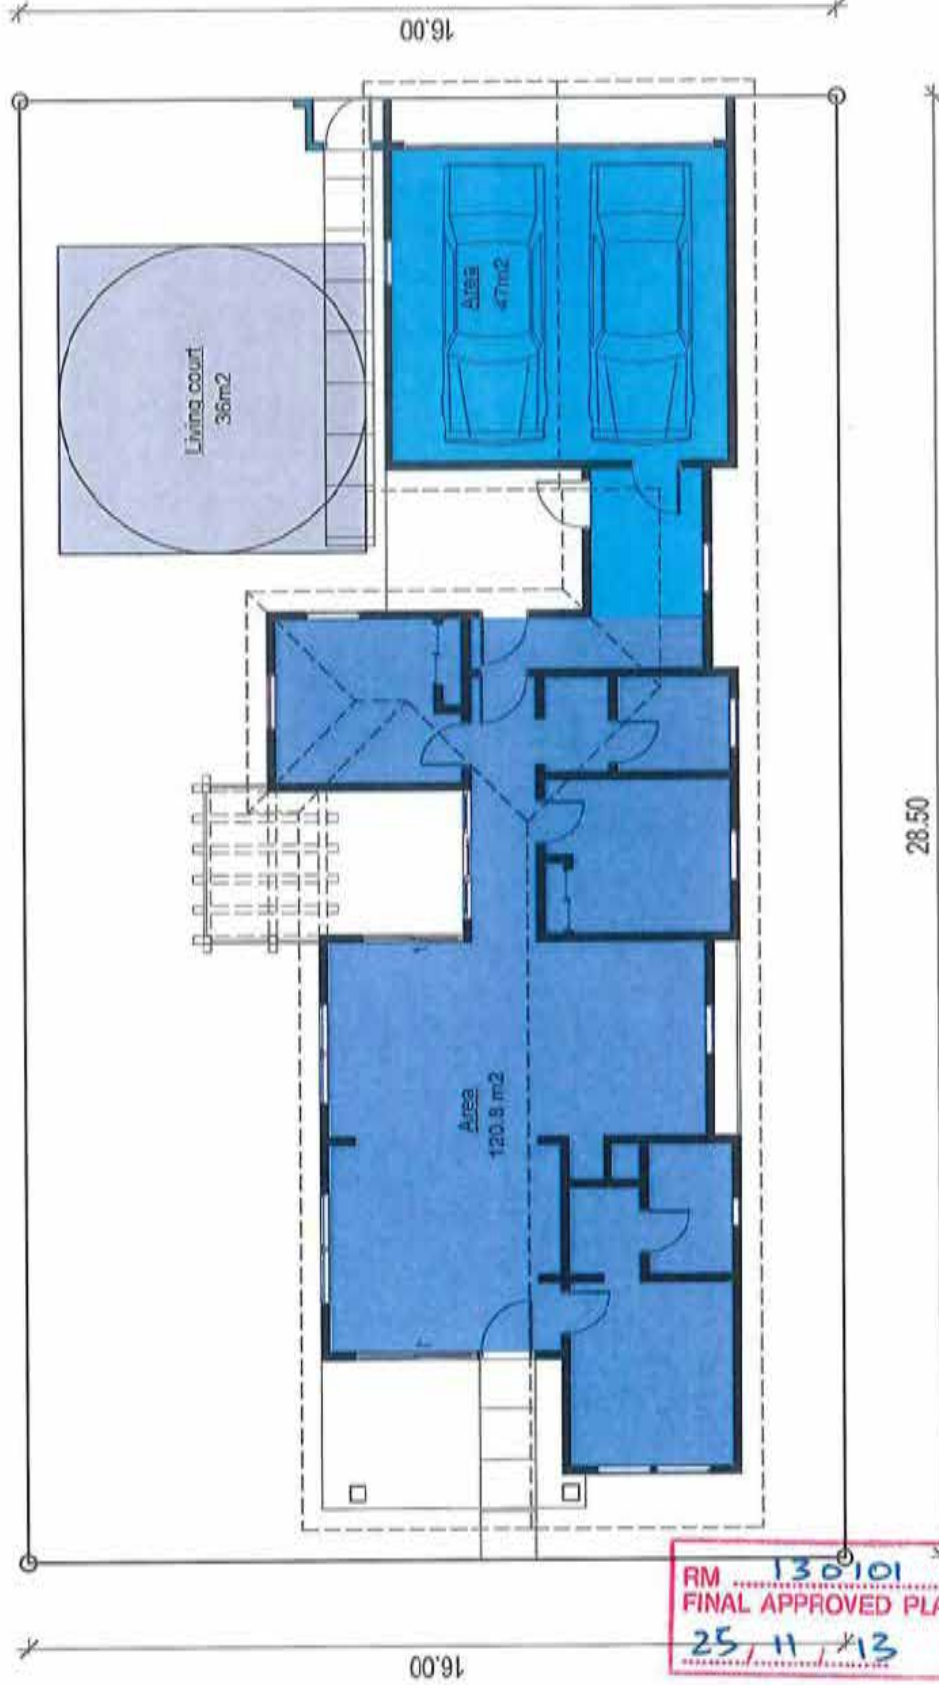 16.00
Living court
36m2
Area
47m2
Area
120.8 m2
28.50
16.00
RM 130101
FINAL APPROVED PLA
25 / 11 / 13